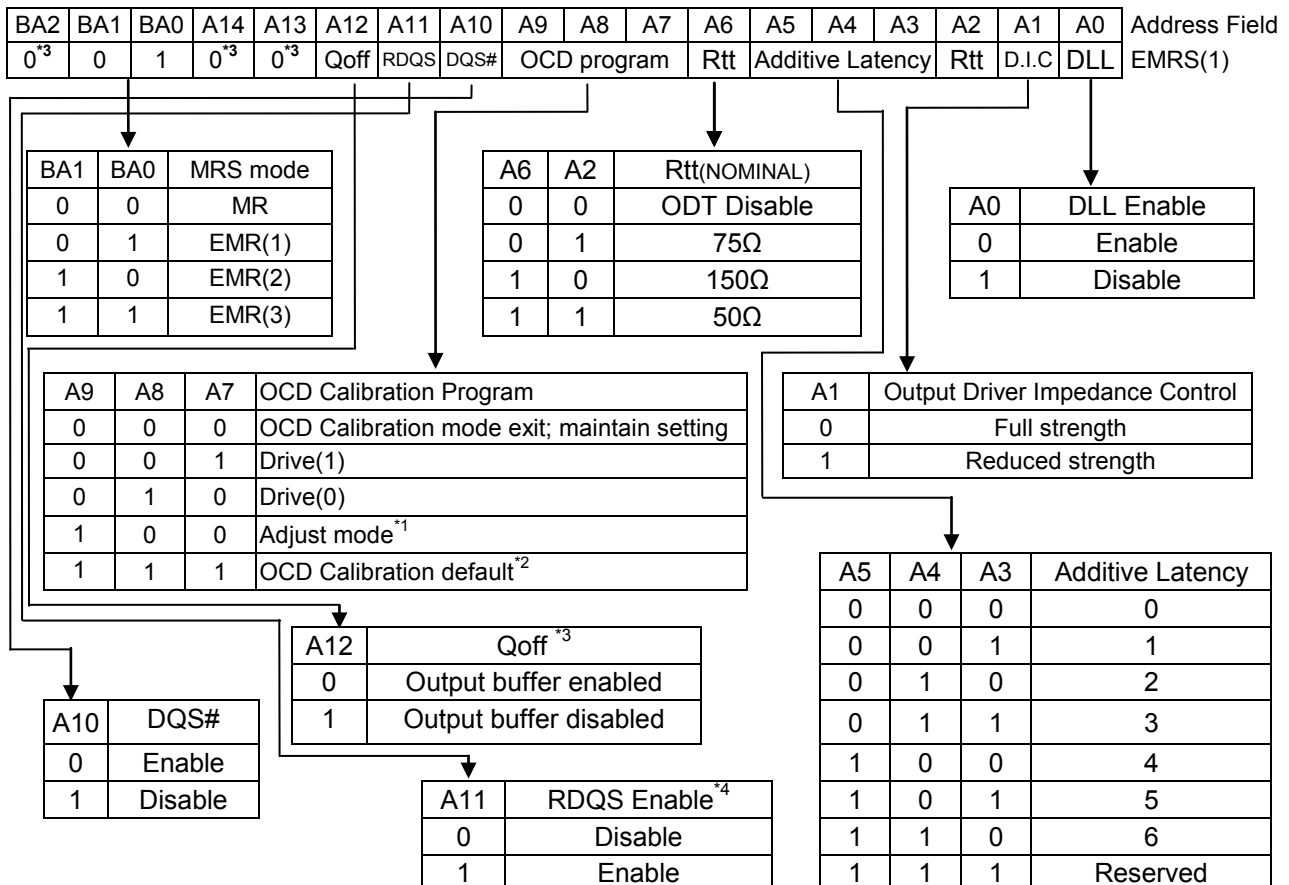 BA2 BA1 BA0 A14 A13 A12 A11 A10 A9 A8 A7 A6 A5 A4 A3 A2 A1 A0 Address Field
0*3 0 1 0*3 0*3 Qoff RDQS DQS# OCD program Rtt Additive Latency Rtt D.I.C DLL EMRS(1)
BA1 BA0 MRS mode
0 0 MR
0 1 EMR(1)
1 0 EMR(2)
1 1 EMR(3)
A6 A2 Rtt(NOMINAL)
0 0 ODT Disable
0 1 75Ω
1 0 150Ω
1 1 50Ω
A0 DLL Enable
0 Enable
1 Disable
A9 A8 A7 OCD Calibration Program
0 0 0 OCD Calibration mode exit; maintain setting
0 0 1 Drive(1)
0 1 0 Drive(0)
1 0 0 Adjust mode*1
1 1 1 OCD Calibration default*2
A1 Output Driver Impedance Control
0 Full strength
1 Reduced strength
A12 Qoff *3
0 Output buffer enabled
1 Output buffer disabled
A10 DQS#
0 Enable
1 Disable
A11 RDQS Enable*4
0 Disable
1 Enable
A5 A4 A3 Additive Latency
0 0 0 0
0 0 1 1
0 1 0 2
0 1 1 3
1 0 0 4
1 0 1 5
1 1 0 6
1 1 1 Reserved